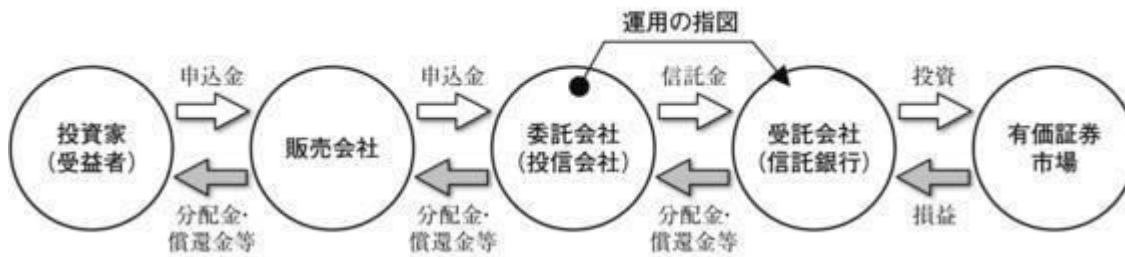 運用の指図
申込金
申込金
信託金
投資
投資家
(受益者)
販売会社
委託会社
(投信会社)
受託会社
(信託銀行)
有価証券
市場
分配金・
償還金等
分配金・
償還金等
分配金・
償還金等
損益